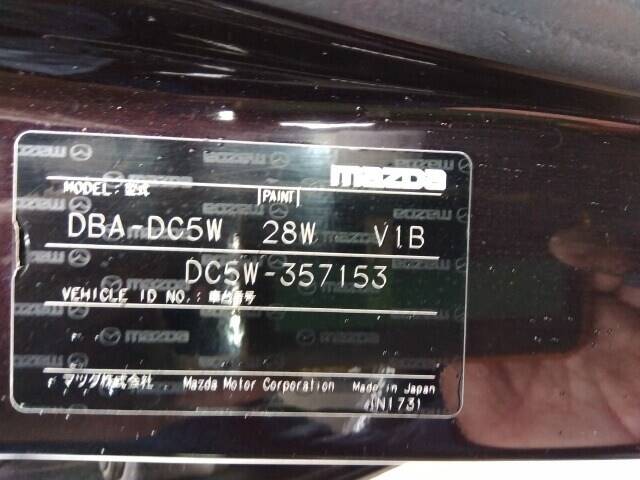 mazda
MODEL:型式 PAINT
DBA-DC5W 28W V1B
DC5W-357153
VEHICLE ID NO.:車台番号
マツダ株式会社 Mazda Motor Corporation Made in Japan
(N173)